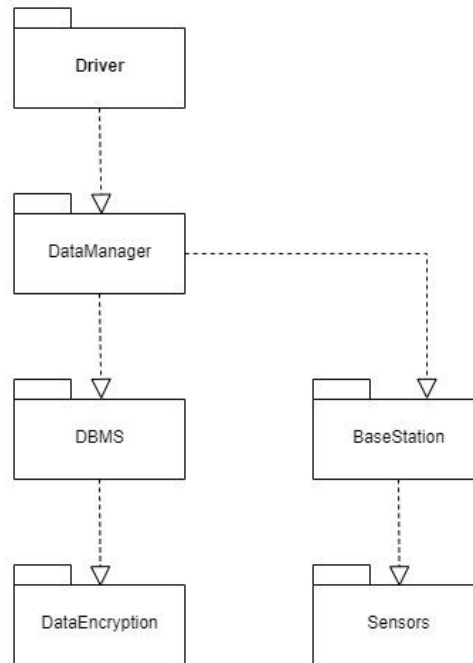 Driver
DataManager
DBMS
BaseStation
DataEncryption
Sensors